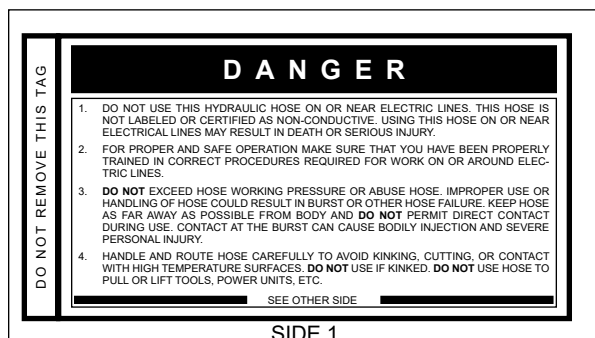 DO NOT REMOVE THIS TAG
D A N G E R
1. DO NOT USE THIS HYDRAULIC HOSE ON OR NEAR ELECTRIC LINES. THIS HOSE IS
NOT LABELED OR CERTIFIED AS NON-CONDUCTIVE. USING THIS HOSE ON OR NEAR
ELECTRICAL LINES MAY RESULT IN DEATH OR SERIOUS INJURY.
2. FOR PROPER AND SAFE OPERATION MAKE SURE THAT YOU HAVE BEEN PROPERLY
TRAINED IN CORRECT PROCEDURES REQUIRED FOR WORK ON OR AROUND ELEC-
TRIC LINES.
3. DO NOT EXCEED HOSE WORKING PRESSURE OR ABUSE HOSE. IMPROPER USE OR
HANDLING OF HOSE COULD RESULT IN BURST OR OTHER HOSE FAILURE. KEEP HOSE
AS FAR AWAY AS POSSIBLE FROM BODY AND DO NOT PERMIT DIRECT CONTACT
DURING USE. CONTACT AT THE BURST CAN CAUSE BODILY INJECTION AND SEVERE
PERSONAL INJURY.
4. HANDLE AND ROUTE HOSE CAREFULLY TO AVOID KINKING, CUTTING, OR CONTACT
WITH HIGH TEMPERATURE SURFACES. DO NOT USE IF KINKED. DO NOT USE HOSE TO
PULL OR LIFT TOOLS, POWER UNITS, ETC.
SEE OTHER SIDE
SIDE 1